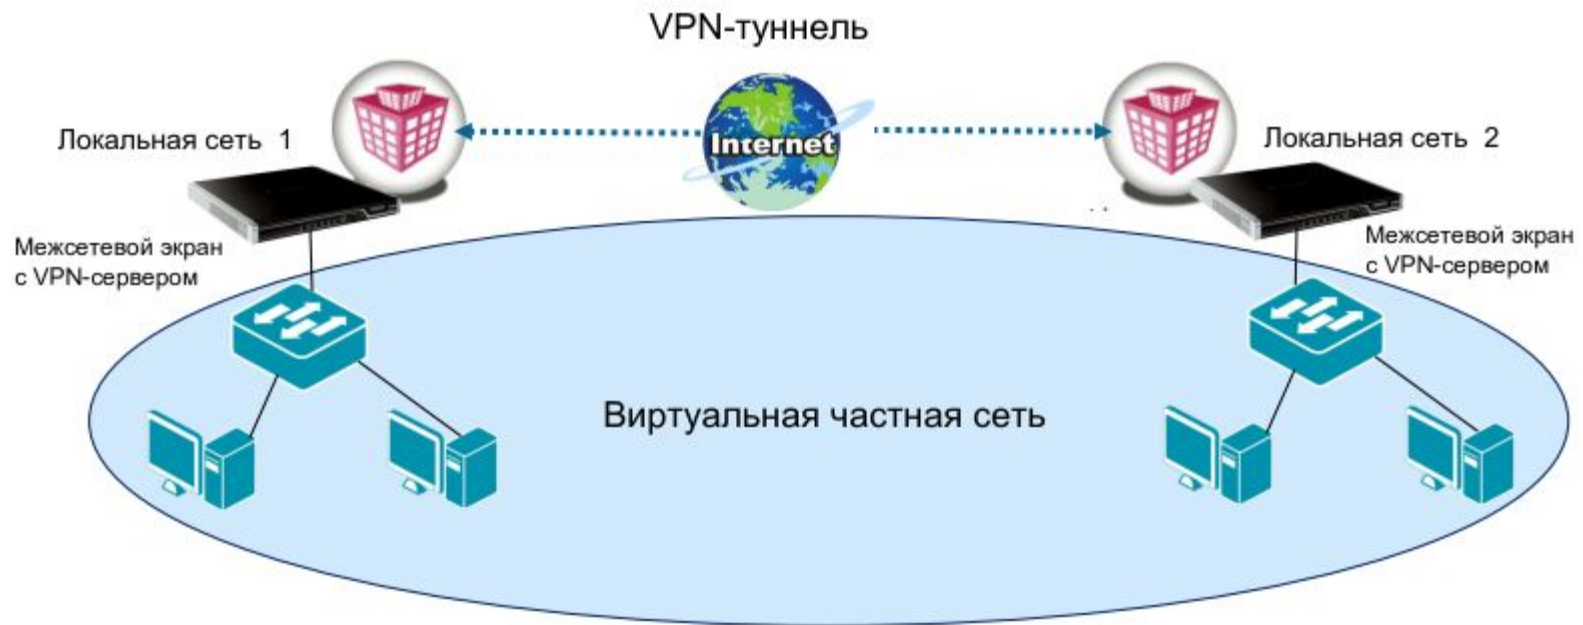 VPN-туннель
Internet
Локальная сеть 1
Локальная сеть 2
Межсетевой экран
с VPN-сервером
Межсетевой экран
с VPN-сервером
Виртуальная частная сеть